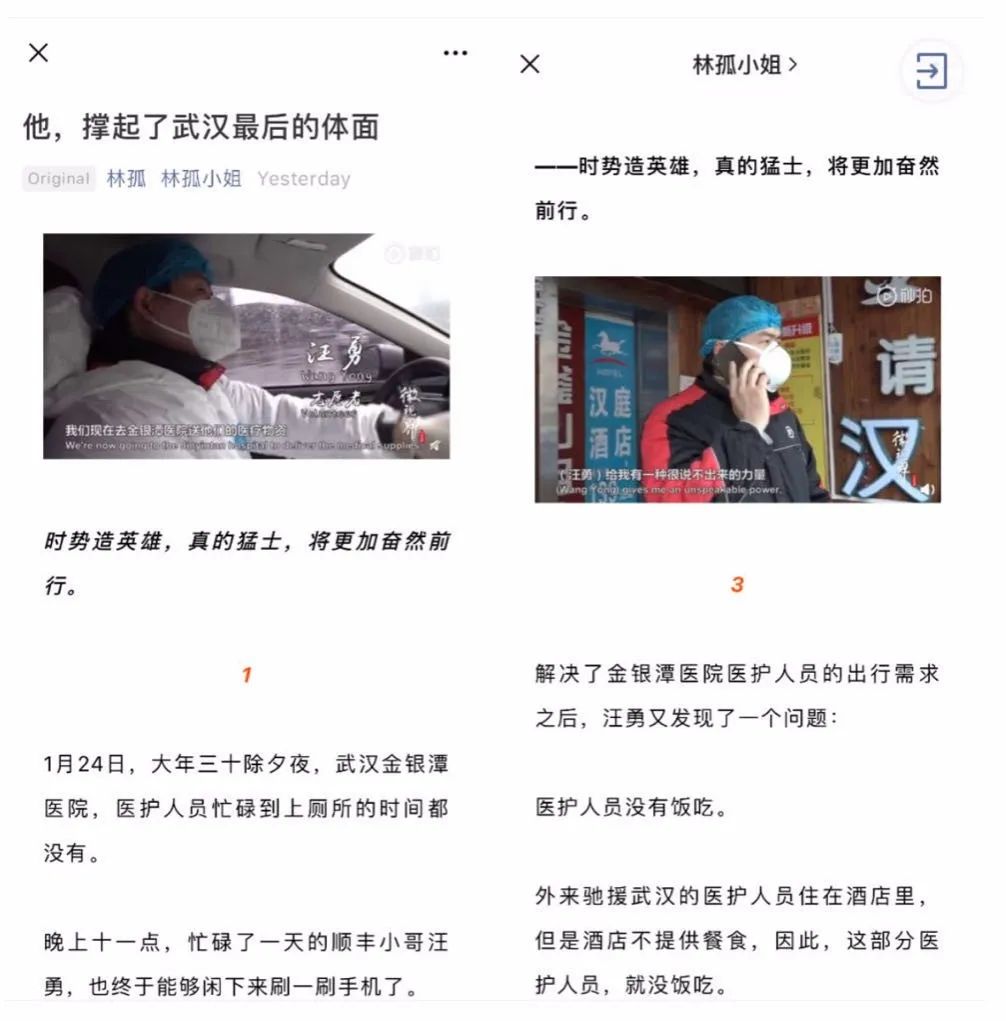 他，撑起了武汉最后的体面
Original 林孤 林孤小姐 Yesterday
秒拍
汪勇
Wang Yong
志愿者
Volunteer
我们现在去金银潭医院送他们的医疗物资
We're now going to the Jinyintan hospital to deliver the medical supplies
时势造英雄，真的猛士，将更加奋然前
行。
1
1月24日，大年三十除夕夜，武汉金银潭
医院，医护人员忙碌到上厕所的时间都
没有。
晚上十一点，忙碌了一天的顺丰小哥汪
勇，也终于能够闲下来刷一刷手机了。
林孤小姐
——时势造英雄，真的猛士，将更加奋然
前行。
秒拍
汉庭
酒店
请
汉
（汪勇）给我有一种很说不出来的力量
(Wang Yong) gives me an unspeakable power.
3
解决了金银潭医院医护人员的出行需求
之后，汪勇又发现了一个问题：
医护人员没有饭吃。
外来驰援武汉的医护人员住在酒店里，
但是酒店不提供餐食，因此，这部分医
护人员，就没饭吃。